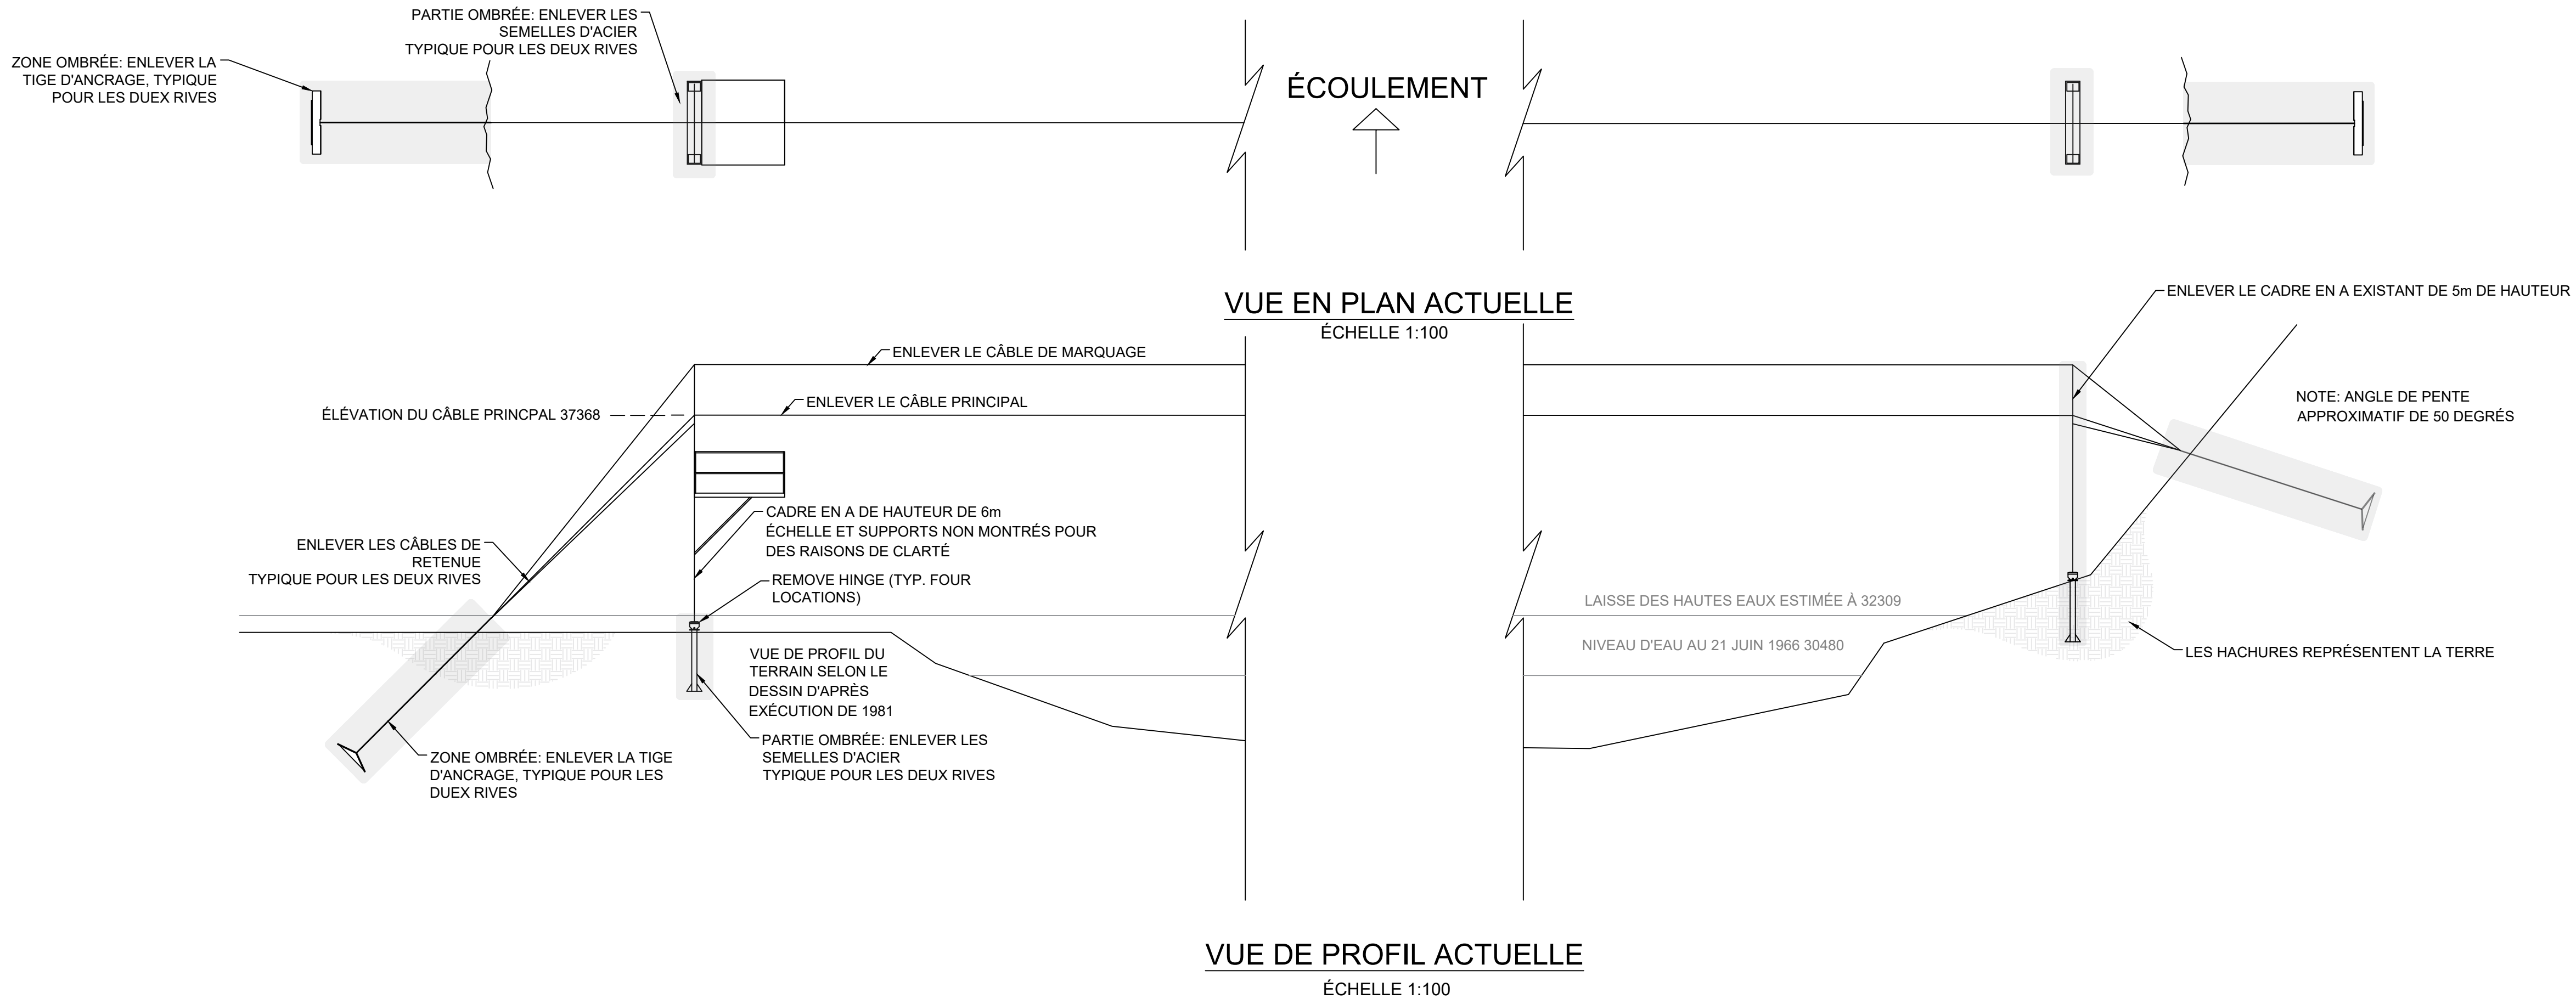 PARTIE OMBRÉE: ENLEVER LES
SEMELLES D'ACIER
TYPIQUE POUR LES DEUX RIVES
ZONE OMBRÉE: ENLEVER LA
TIGE D'ANCRAGE, TYPIQUE
POUR LES DUEX RIVES
ÉCOULEMENT
VUE EN PLAN ACTUELLE
ÉCHELLE 1:100
ENLEVER LE CADRE EN A EXISTANT DE 5m DE HAUTEUR
ENLEVER LE CÂBLE DE MARQUAGE
ÉLÉVATION DU CÂBLE PRINCPAL 37368
ENLEVER LE CÂBLE PRINCIPAL
NOTE: ANGLE DE PENTE
APPROXIMATIF DE 50 DEGRÉS
CADRE EN A DE HAUTEUR DE 6m
ÉCHELLE ET SUPPORTS NON MONTRÉS POUR
DES RAISONS DE CLARTÉ
ENLEVER LES CÂBLES DE
RETENUE
TYPIQUE POUR LES DEUX RIVES
REMOVE HINGE (TYP. FOUR
LOCATIONS)
LAISSE DES HAUTES EAUX ESTIMÉE À 32309
NIVEAU D'EAU AU 21 JUIN 1966 30480
LES HACHURES REPRÉSENTENT LA TERRE
VUE DE PROFIL DU
TERRAIN SELON LE
DESSIN D'APRÈS
EXÉCUTION DE 1981
PARTIE OMBRÉE: ENLEVER LES
SEMELLES D'ACIER
TYPIQUE POUR LES DEUX RIVES
ZONE OMBRÉE: ENLEVER LA TIGE
D'ANCRAGE, TYPIQUE POUR LES
DUEX RIVES
VUE DE PROFIL ACTUELLE
ÉCHELLE 1:100